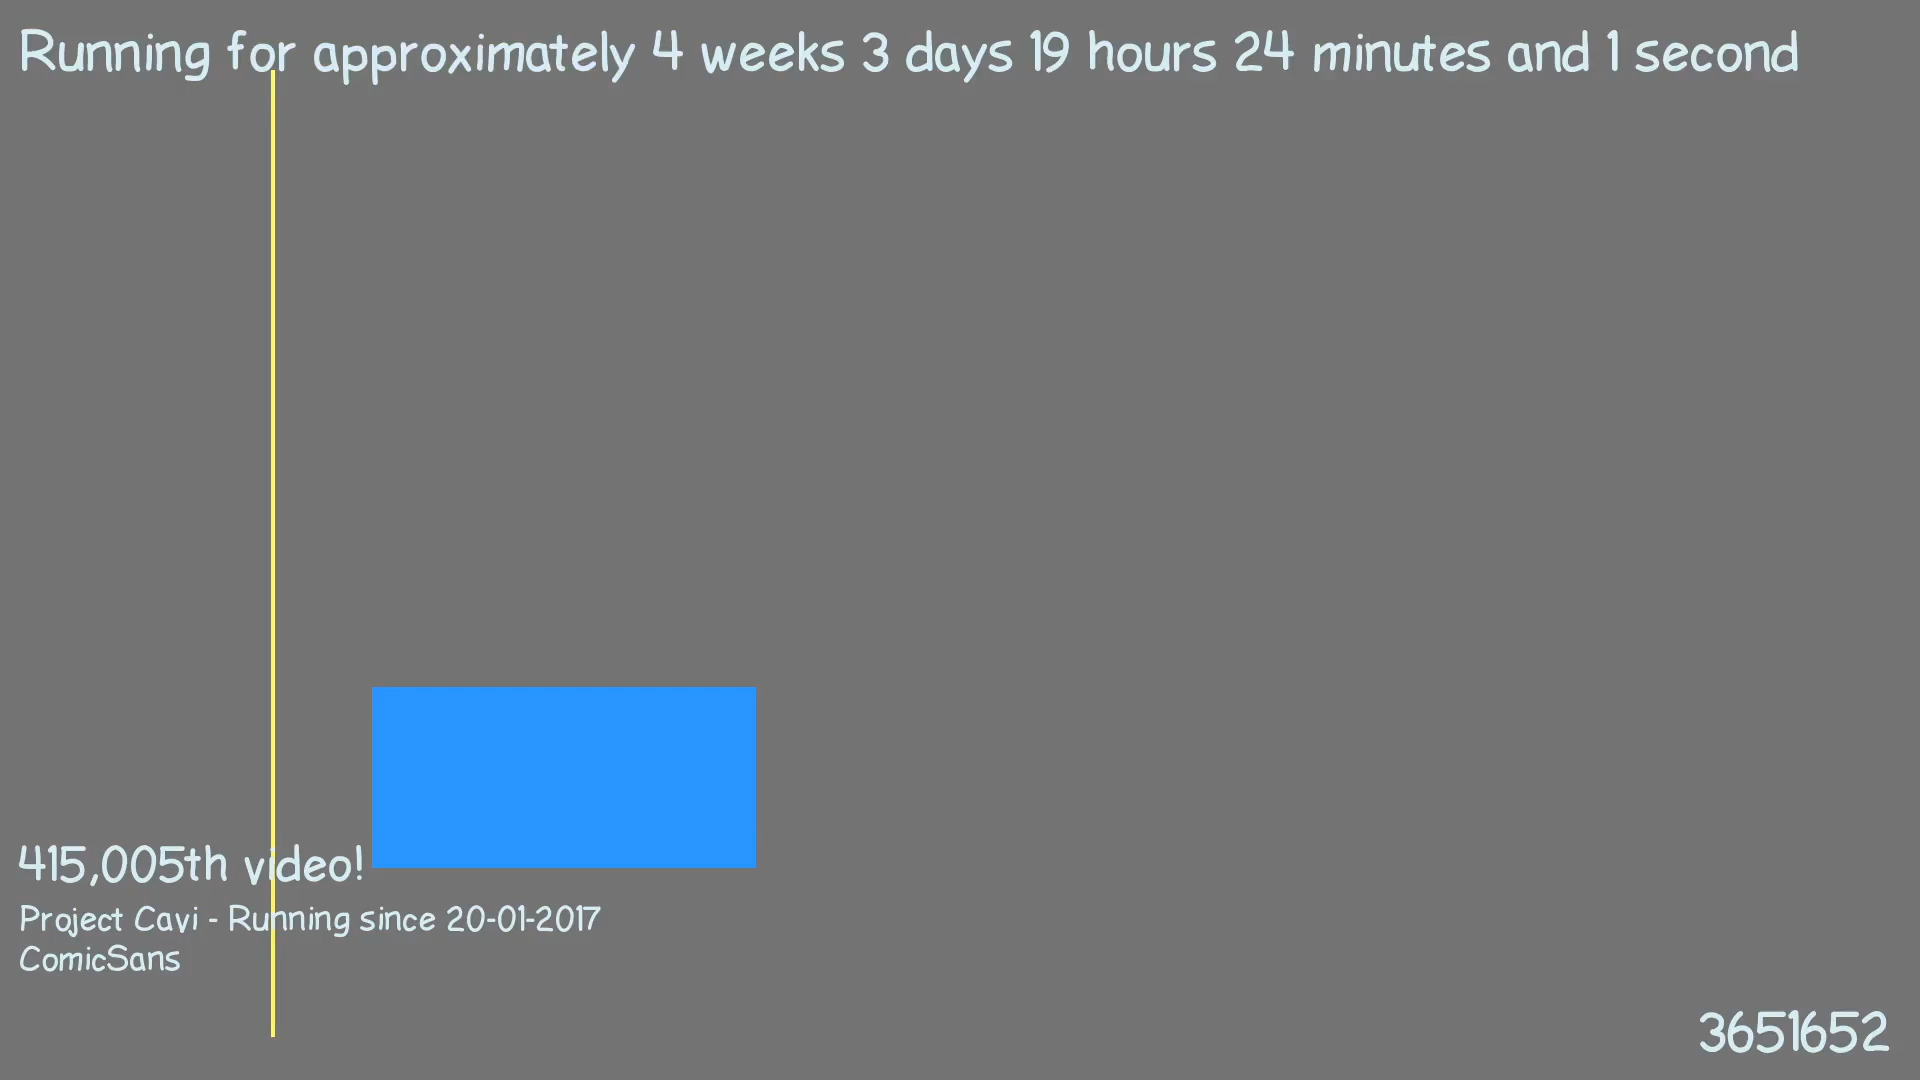 Running for approximately 4 weeks 3 days 19 hours 24 minutes and 1 second
415,005th video!
Project Cavi - Running since 20-01-2017
ComicSans
3651652